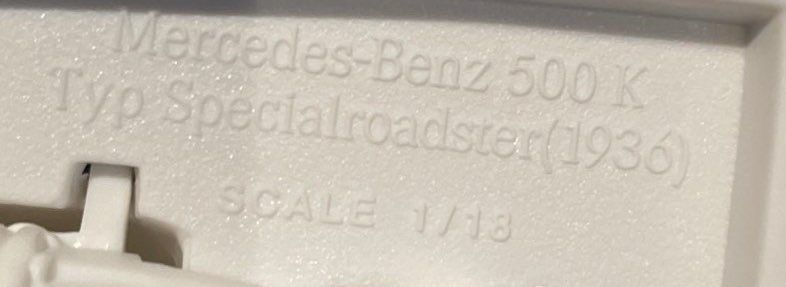 Mercedes-Benz 500 K
Typ Specialroadster(1936)
SCALE 1/18